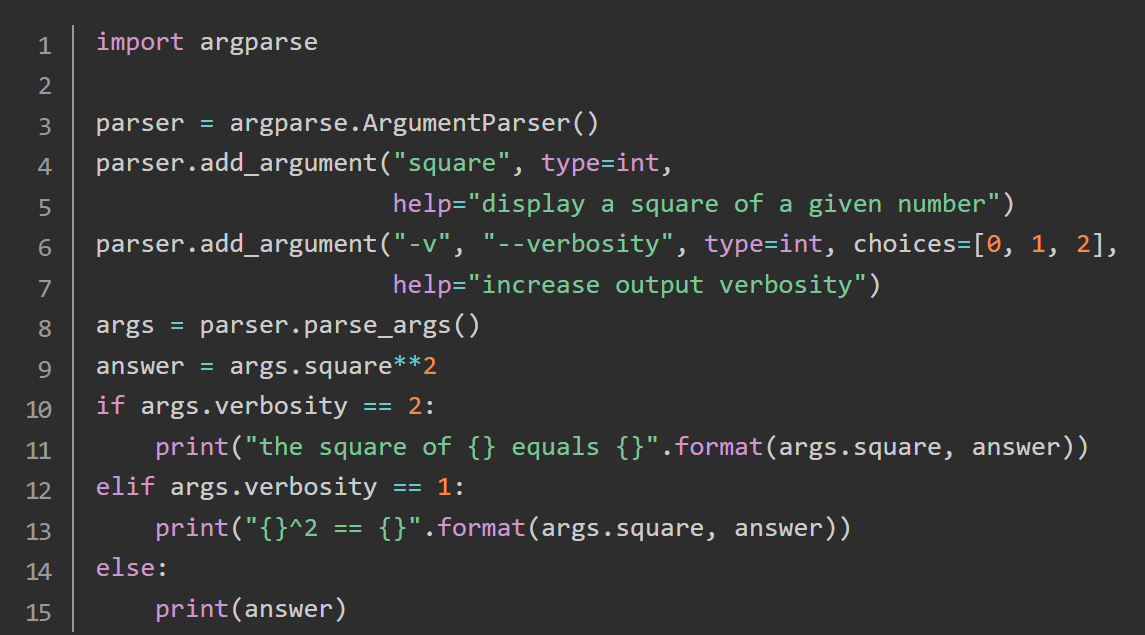 1 import argparse
2
3 parser = argparse.ArgumentParser()
4 parser.add_argument("square", type=int,
5                     help="display a square of a given number")
6 parser.add_argument("-v", "--verbosity", type=int, choices=[0, 1, 2],
7                     help="increase output verbosity")
8 args = parser.parse_args()
9 answer = args.square**2
10 if args.verbosity == 2:
11     print("the square of {} equals {}".format(args.square, answer))
12 elif args.verbosity == 1:
13     print("{}^2 == {}".format(args.square, answer))
14 else:
15     print(answer)